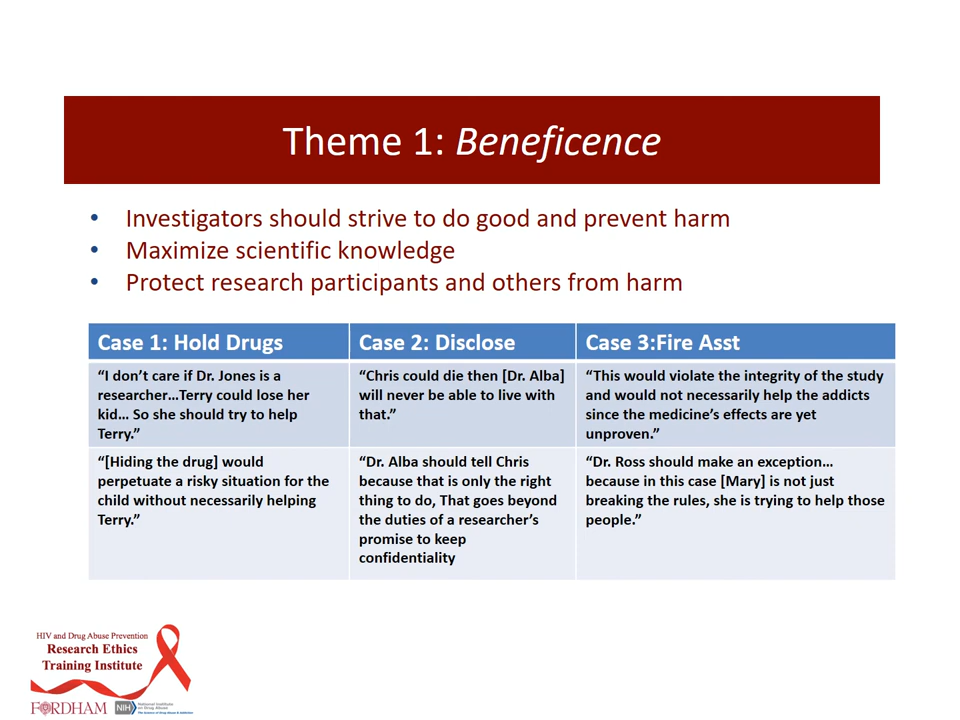 Theme 1: Beneficence
• Investigators should strive to do good and prevent harm
• Maximize scientific knowledge
• Protect research participants and others from harm
Case 1: Hold Drugs
“I don’t care if Dr. Jones is a
researcher…Terry could lose her
kid… So she should try to help
Terry.”
“[Hiding the drug] would
perpetuate a risky situation for the
child without necessarily helping
Terry.”
Case 2: Disclose
“Chris could die then [Dr. Alba]
will never be able to live with
that.”
“Dr. Alba should tell Chris
because that is only the right
thing to do, That goes beyond
the duties of a researcher’s
promise to keep
confidentiality
Case 3:Fire Asst
“This would violate the integrity of the study
and would not necessarily help the addicts
since the medicine’s effects are yet
unproven.”
“Dr. Ross should make an exception…
because in this case [Mary] is not just
breaking the rules, she is trying to help those
people.”
HIV and Drug Abuse Prevention
Research Ethics
Training Institute
FORDHAM
NIH
National Institute
on Drug Abuse